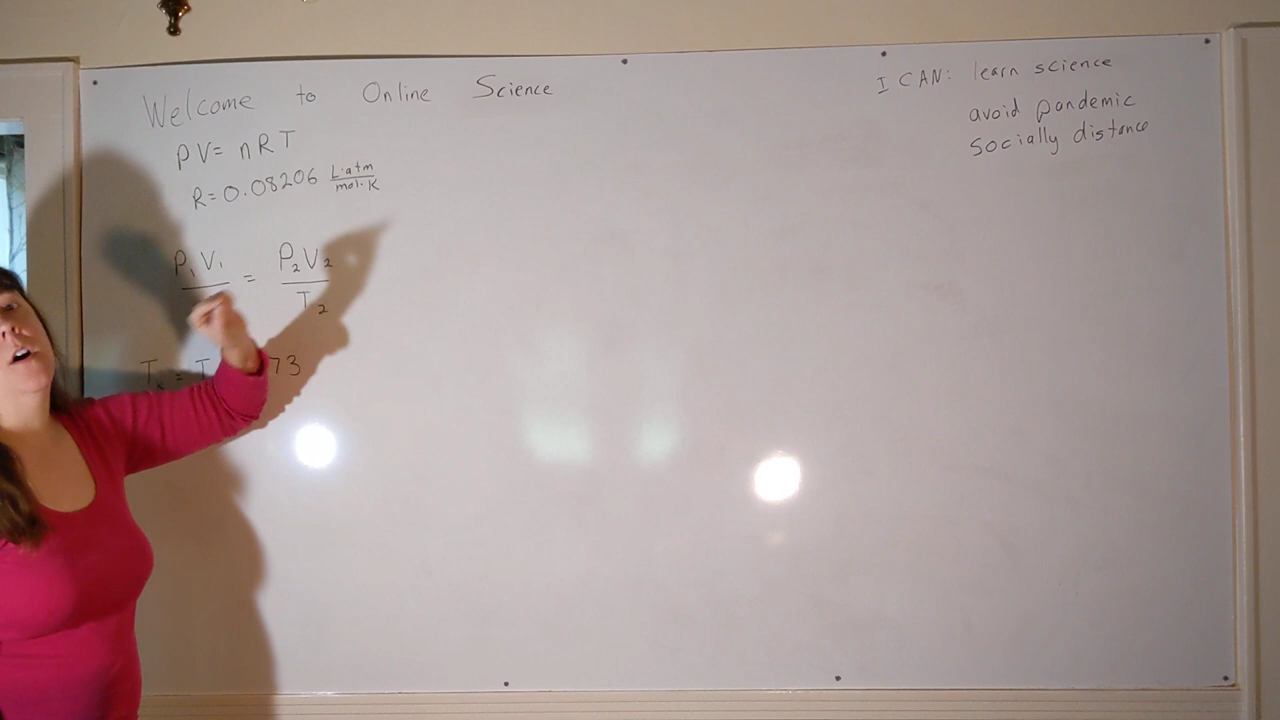 Welcome to Online Science
PV = nRT
R = 0.08206 L·atm / mol·K
P₁V₁ / = P₂V₂ / T₂
Tₖ = T 73
I CAN: learn science
avoid pandemic
socially distance